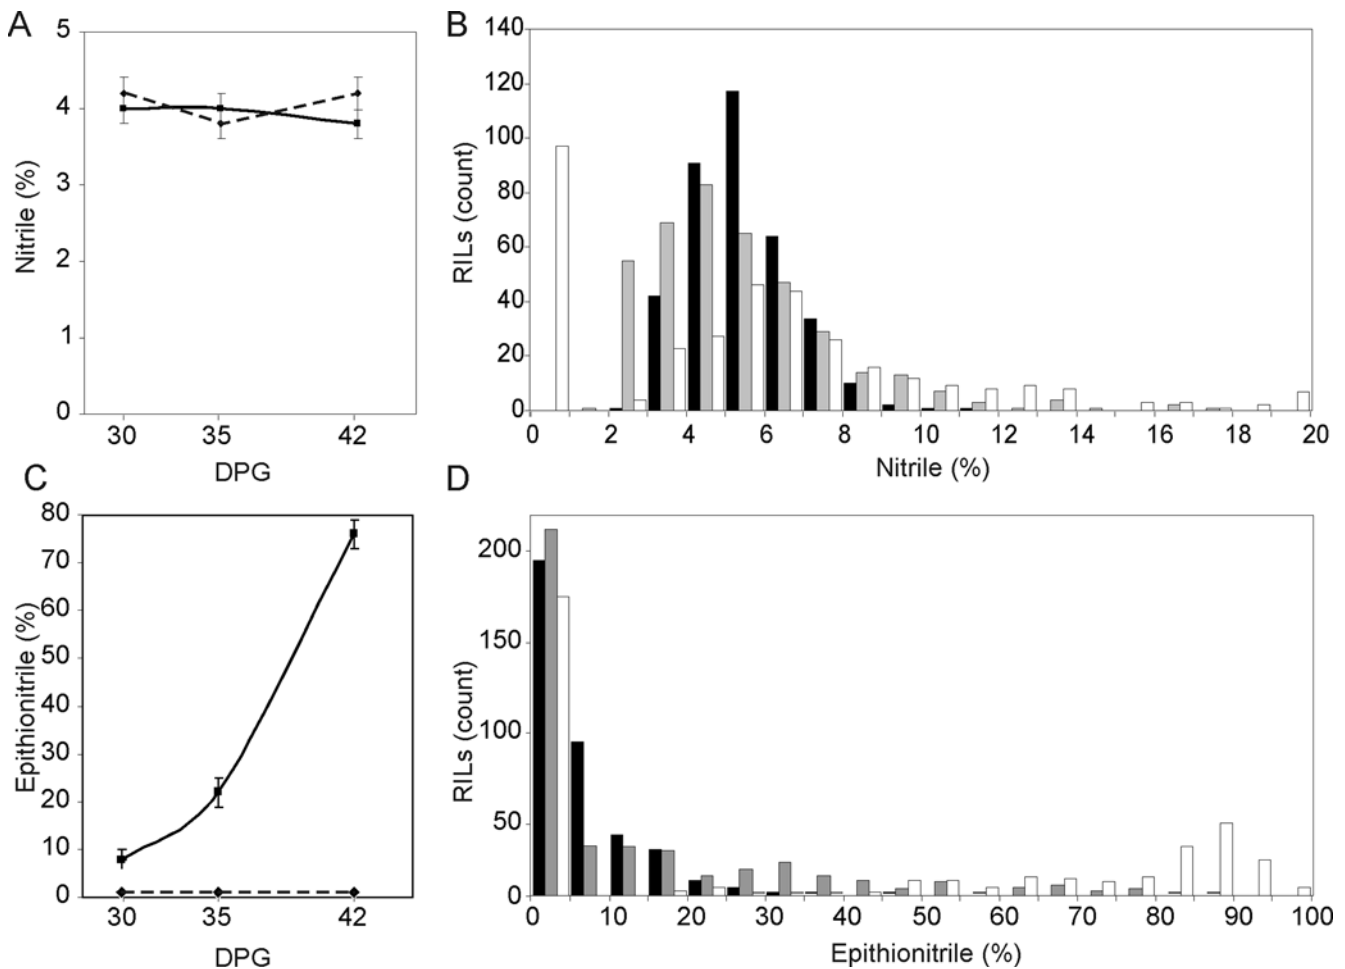 A
5
4
3
2
1
0
Nitrile (%)
30 35 42
DPG
B
140
120
100
80
60
40
20
0
RILs (count)
0 2 4 6 8 10 12 14 16 18 20
Nitrile (%)
C
80
70
60
50
40
30
20
10
0
Epithionitrile (%)
30 35 42
DPG
D
200
150
100
50
0
RILs (count)
0 10 20 30 40 50 60 70 80 90 100
Epithionitrile (%)